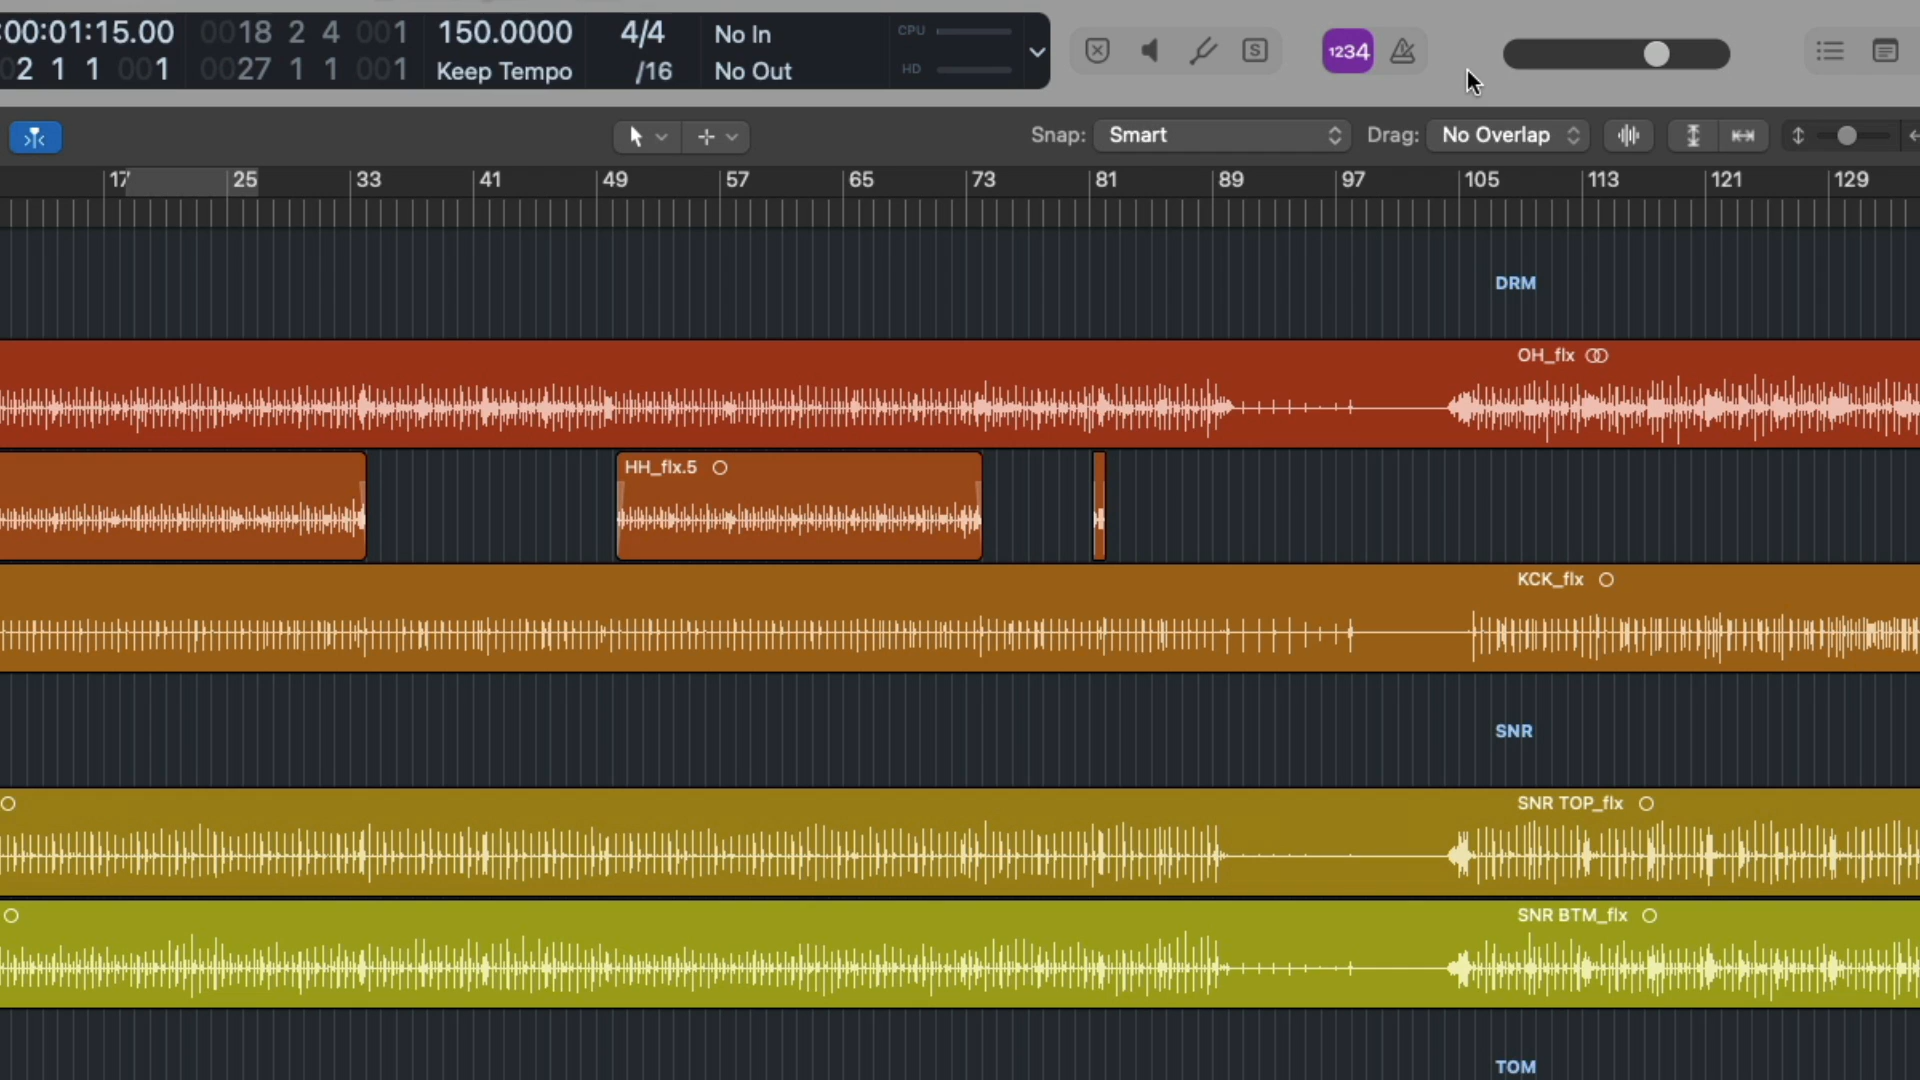 :00:01:15.00 0018 2 4 001 150.0000 4/4 No In CPU
02 1 1 001 0027 1 1 001 Keep Tempo /16 No Out HD
S 1234
Snap: Smart Drag: No Overlap
17 25 33 41 49 57 65 73 81 89 97 105 113 121 129
DRM
OH_flx
HH_flx.5
KCK_flx
SNR
SNR TOP_flx
SNR BTM_flx
TOM